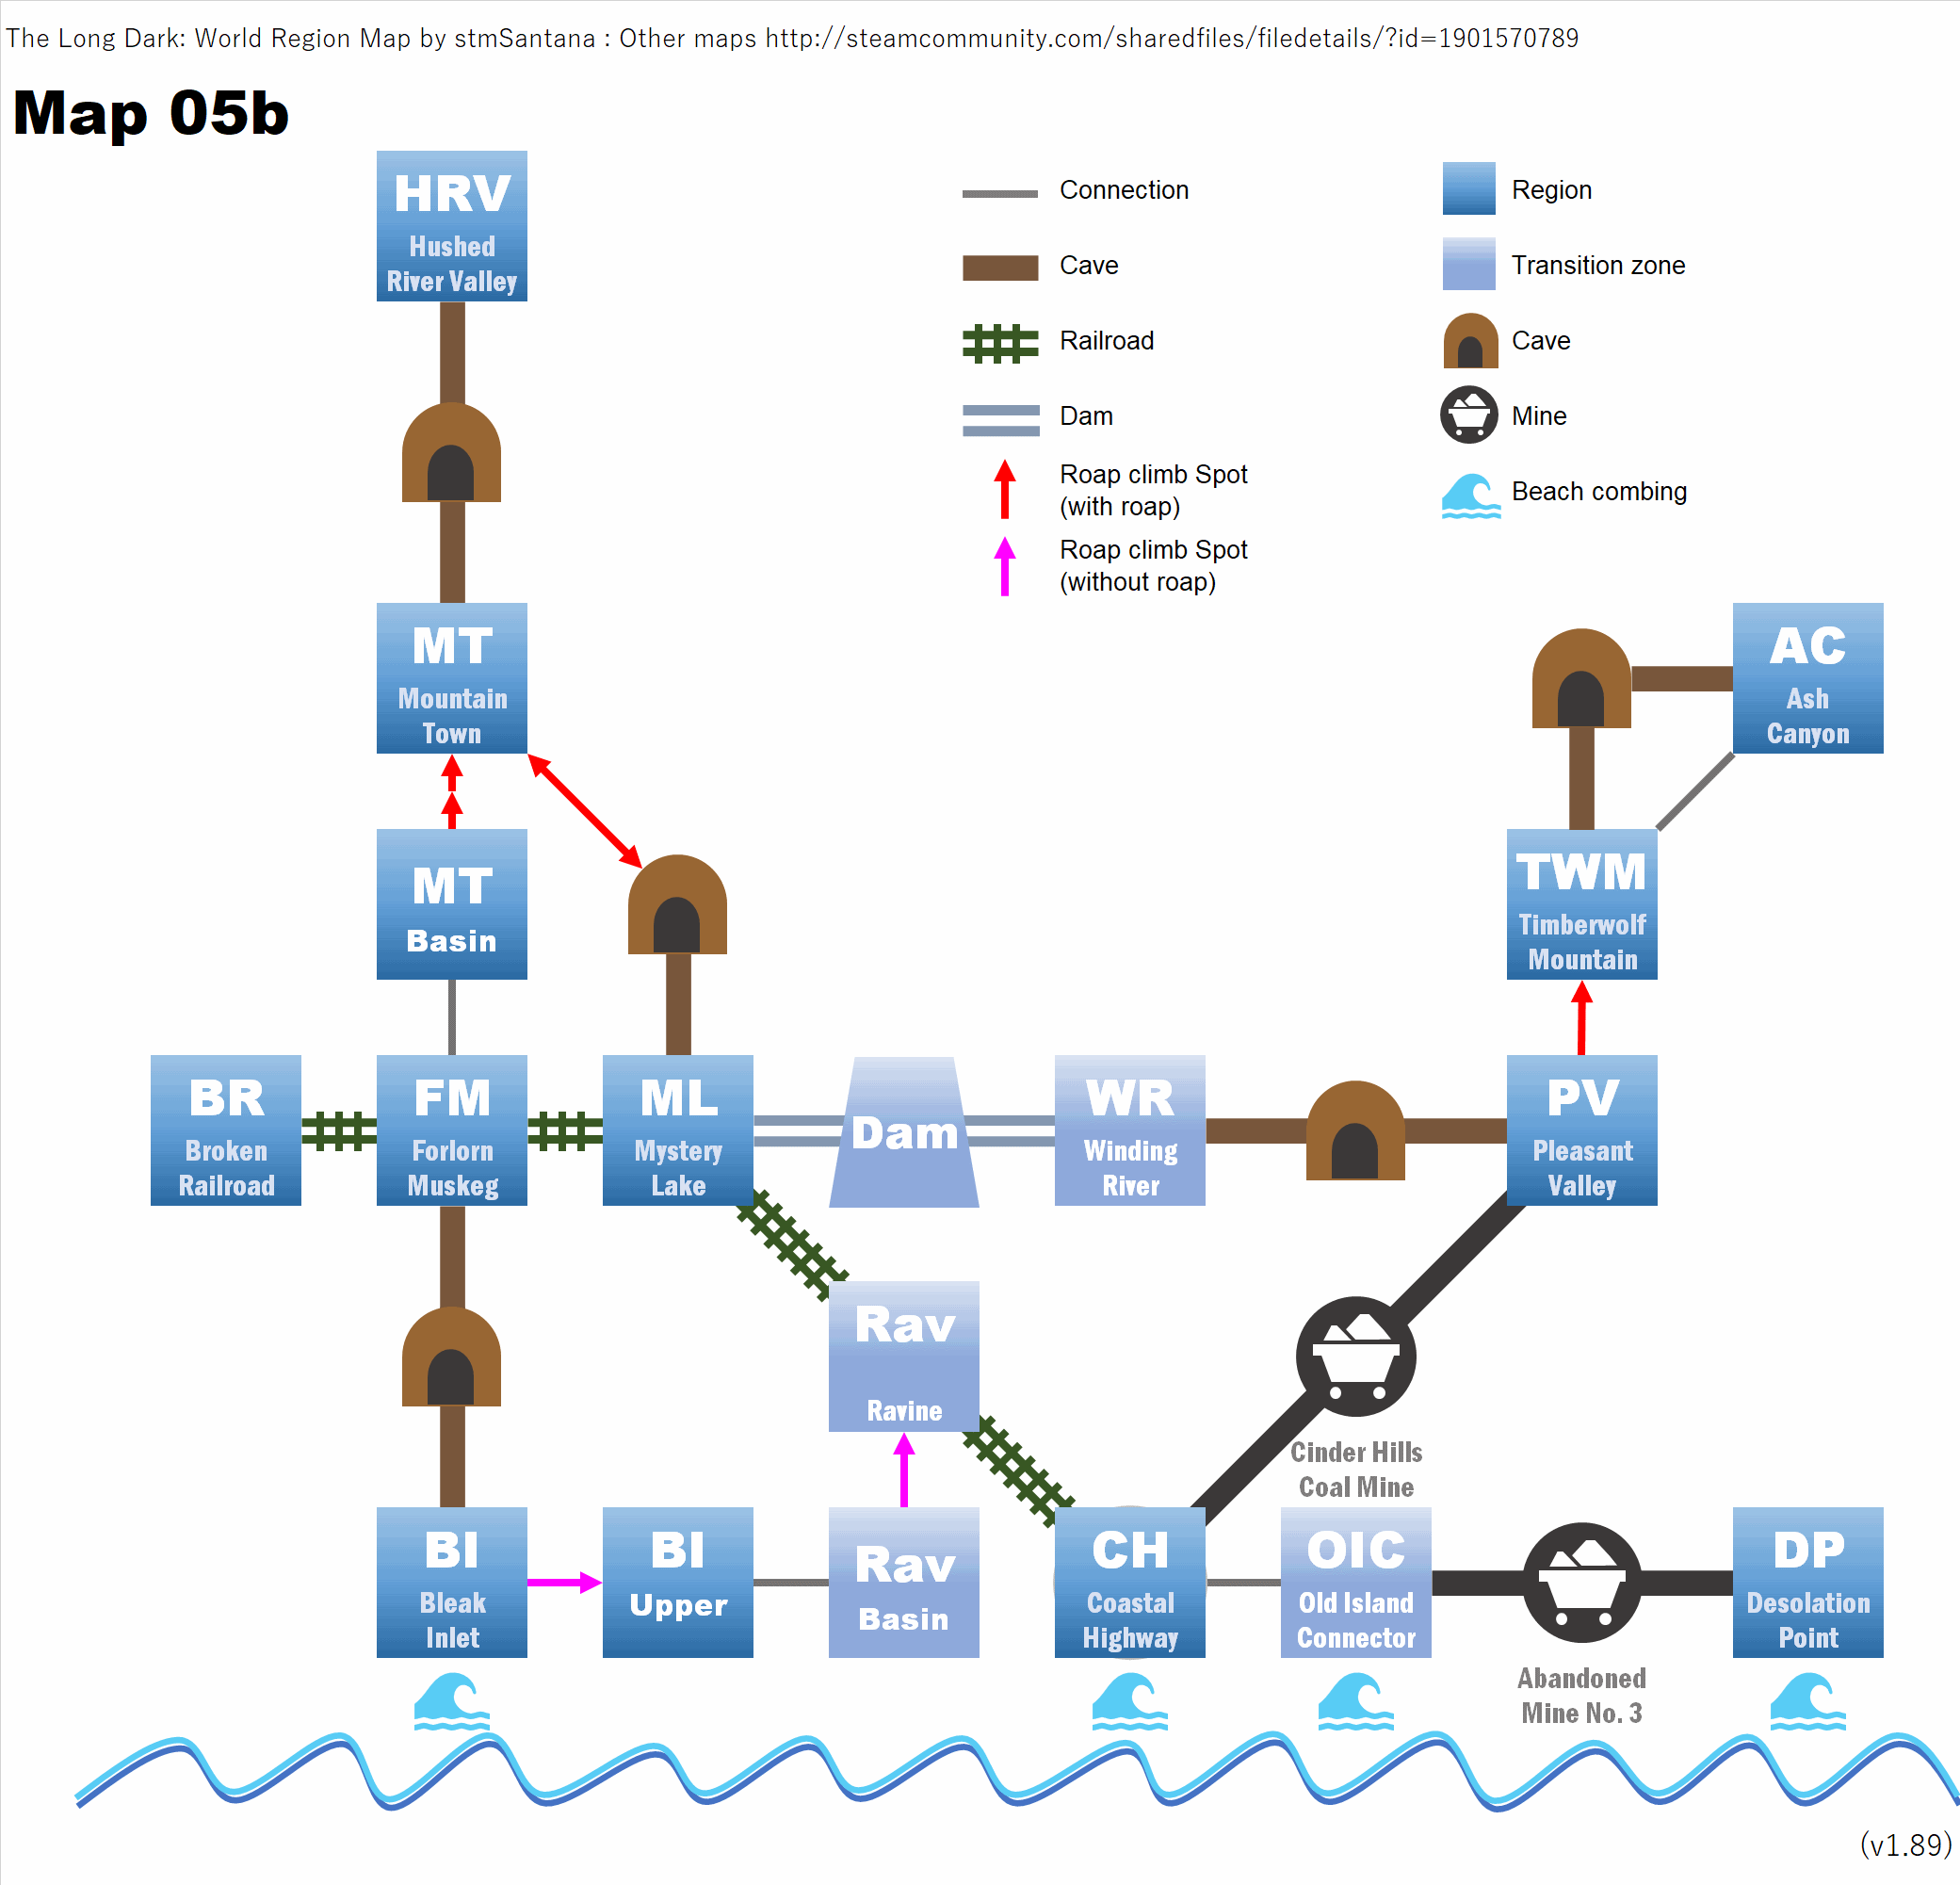 The Long Dark: World Region Map by stmSantana : Other maps http://steamcommunity.com/sharedfiles/filedetails/?id=1901570789
Map 05b
HRV
Hushed
River Valley
Connection
Cave
Railroad
Dam
Roap climb Spot
(with roap)
Roap climb Spot
(without roap)
Region
Transition zone
Cave
Mine
Beach combing
MT
Mountain
Town
AC
Ash
Canyon
MT
Basin
TWM
Timberwolf
Mountain
BR
Broken
Railroad
FM
Forlorn
Muskeg
ML
Mystery
Lake
Dam
WR
Winding
River
PV
Pleasant
Valley
Rav
Ravine
Cinder Hills
Coal Mine
BI
Bleak
Inlet
BI
Upper
Rav
Basin
CH
Coastal
Highway
OIC
Old Island
Connector
Abandoned
Mine No. 3
DP
Desolation
Point
(v1.89)